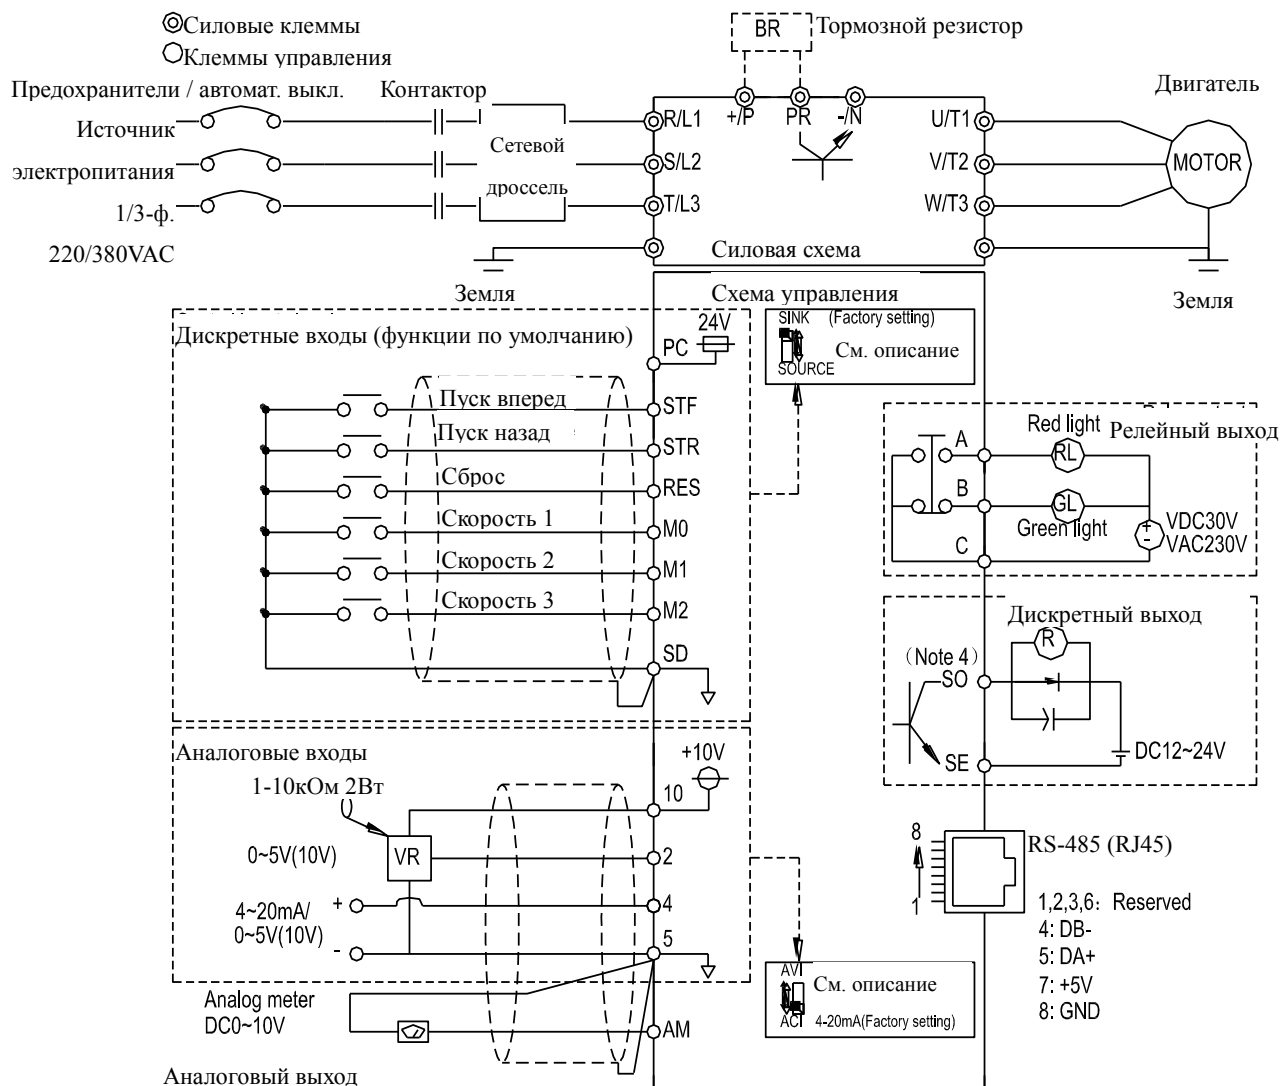 Силовые клеммы
Клеммы управления
BR
Тормозной резистор
Предохранители / автомат. выкл.
Контактор
Двигатель
Источник
электропитания
1/3-ф.
220/380VAC
Сетевой
дроссель
R/L1
S/L2
T/L3
+/P
PR
-/N
U/T1
V/T2
W/T3
MOTOR
Силовая схема
Земля
Земля
Схема управления
Дискретные входы (функции по умолчанию)
24V
PC
SINK (Factory setting)
См. описание
SOURCE
Пуск вперед
STF
Пуск назад
STR
Сброс
RES
Скорость 1
M0
Скорость 2
M1
Скорость 3
M2
SD
Red light
Релейный выход
A
RL
B
GL
Green light
C
+
-
VDC30V
VAC230V
Дискретный выход
R
(Note 4)
SO
SE
DC12~24V
Аналоговые входы
+10V
1-10кОм 2Вт
10
0~5V(10V)
VR
2
4~20mA/
0~5V(10V)
+
-
4
5
8
1
RS-485 (RJ45)
1,2,3,6: Reserved
4: DB-
5: DA+
7: +5V
8: GND
AVI
См. описание
ACI 4-20mA(Factory setting)
Analog meter
DC0~10V
AM
Аналоговый выход